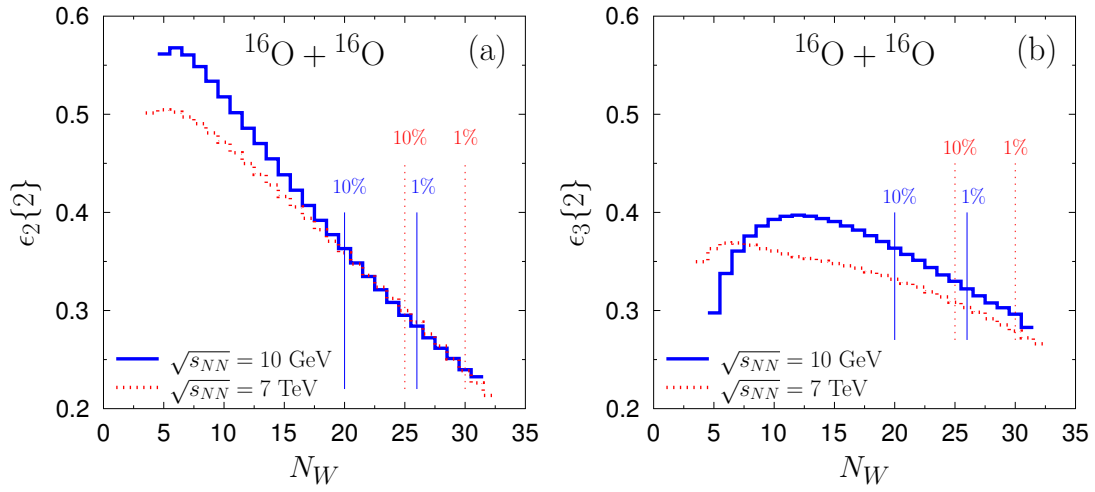 0.6
0.5
0.4
0.3
0.2
0
5
10
15
20
25
30
35
ϵ₂{2}
N_W
¹⁶O + ¹⁶O
(a)
10%
1%
10%
1%
√s_NN = 10 GeV
√s_NN = 7 TeV
0.6
0.5
0.4
0.3
0.2
0
5
10
15
20
25
30
35
ϵ₃{2}
N_W
¹⁶O + ¹⁶O
(b)
10%
1%
10%
1%
√s_NN = 10 GeV
√s_NN = 7 TeV